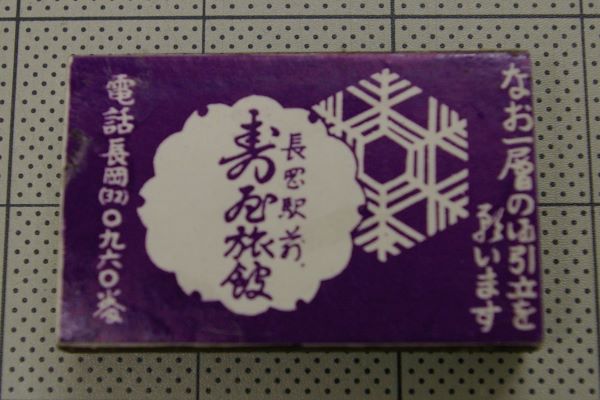 なお一層の御引立を
願います
長岡駅前
寿屋旅館
電話長岡(32)〇九六〇番